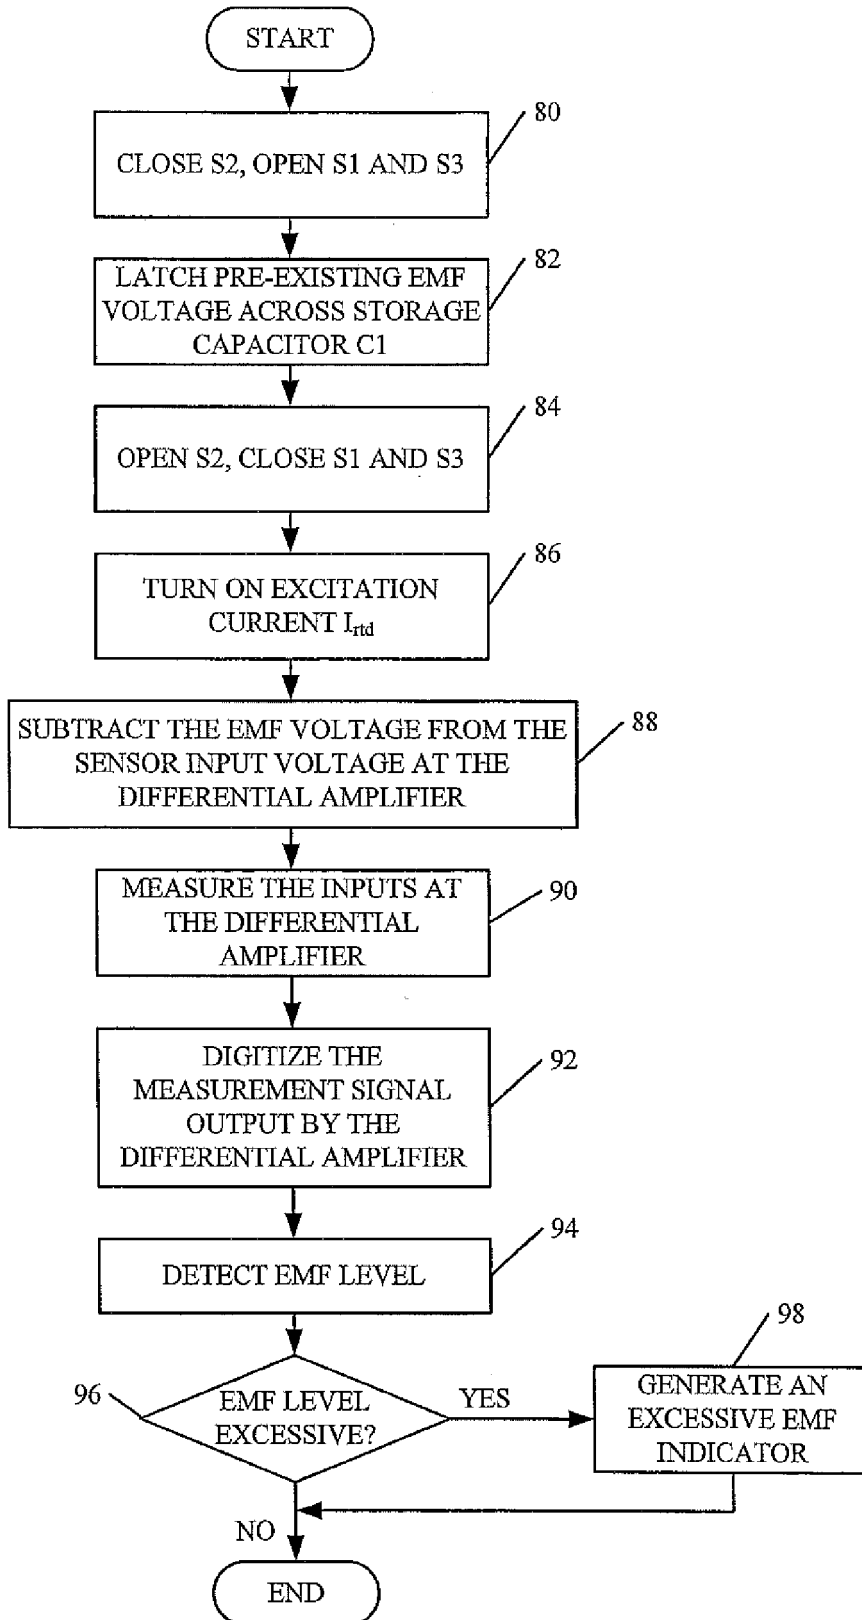 START
80
CLOSE S2, OPEN S1 AND S3
82
LATCH PRE-EXISTING EMF
VOLTAGE ACROSS STORAGE
CAPACITOR C1
84
OPEN S2, CLOSE S1 AND S3
86
TURN ON EXCITATION
CURRENT Irtd
88
SUBTRACT THE EMF VOLTAGE FROM THE
SENSOR INPUT VOLTAGE AT THE
DIFFERENTIAL AMPLIFIER
90
MEASURE THE INPUTS AT
THE DIFFERENTIAL
AMPLIFIER
92
DIGITIZE THE
MEASUREMENT SIGNAL
OUTPUT BY THE
DIFFERENTIAL AMPLIFIER
94
DETECT EMF LEVEL
96
EMF LEVEL
EXCESSIVE?
YES
98
GENERATE AN
EXCESSIVE EMF
INDICATOR
NO
END